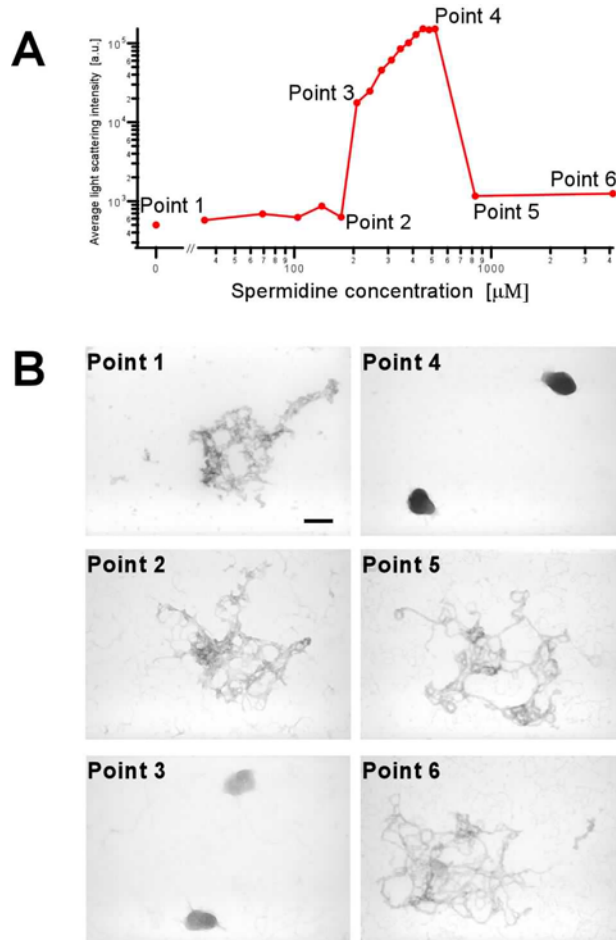 A
Average light scattering intensity [a.u.]
10⁵
6
4
2
10⁴
6
4
2
10³
8
6
4
Point 4
Point 3
Point 1
Point 2
Point 5
Point 6
0
//
4 5 6 7 8 9 100 2 3 4 5 6 7 8 9 1000 2 3 4
Spermidine concentration [µM]
B
Point 1
Point 4
Point 2
Point 5
Point 3
Point 6